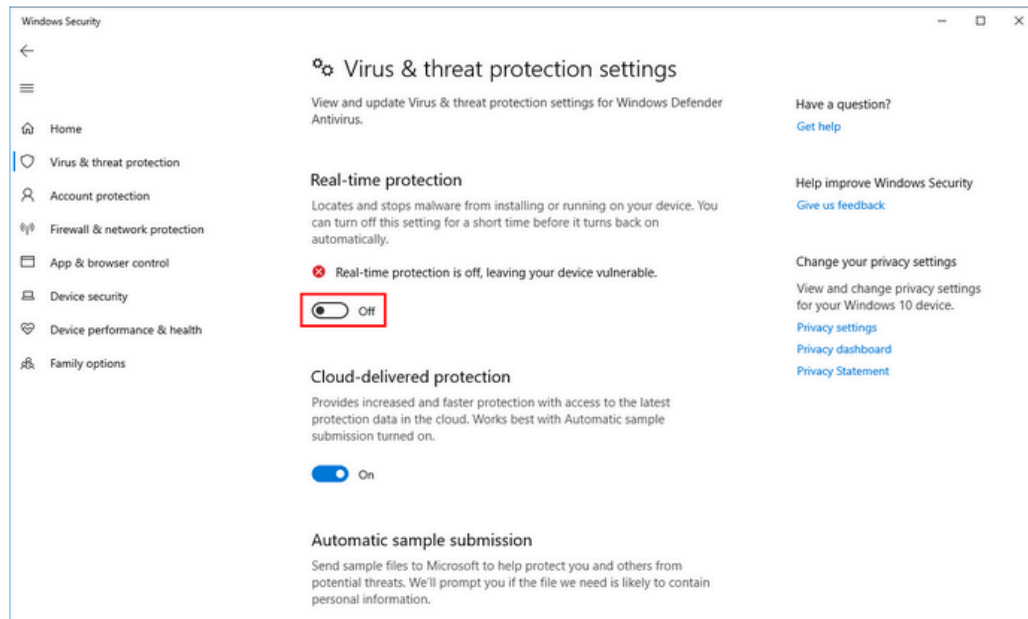 Windows Security
Home
Virus & threat protection
Account protection
Firewall & network protection
App & browser control
Device security
Device performance & health
Family options
Virus & threat protection settings
View and update Virus & threat protection settings for Windows Defender
Antivirus.
Real-time protection
Locates and stops malware from installing or running on your device. You
can turn off this setting for a short time before it turns back on
automatically.
Real-time protection is off, leaving your device vulnerable.
Off
Cloud-delivered protection
Provides increased and faster protection with access to the latest
protection data in the cloud. Works best with Automatic sample
submission turned on.
On
Automatic sample submission
Send sample files to Microsoft to help protect you and others from
potential threats. We'll prompt you if the file we need is likely to contain
personal information.
Have a question?
Get help
Help improve Windows Security
Give us feedback
Change your privacy settings
View and change privacy settings
for your Windows 10 device.
Privacy settings
Privacy dashboard
Privacy Statement